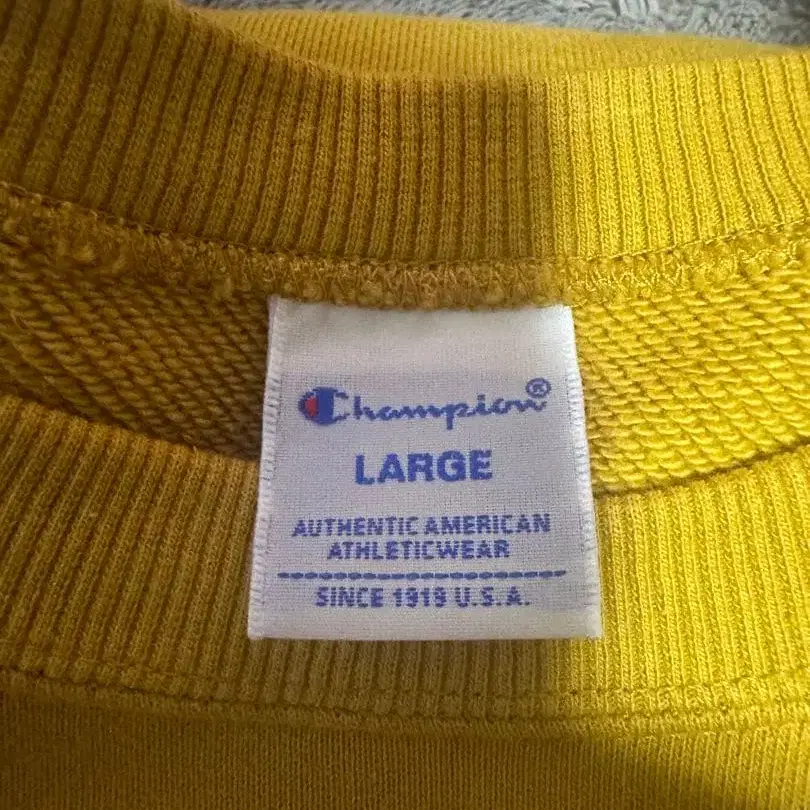 Champion®
LARGE
AUTHENTIC AMERICAN
ATHLETICWEAR
SINCE 1919 U.S.A.